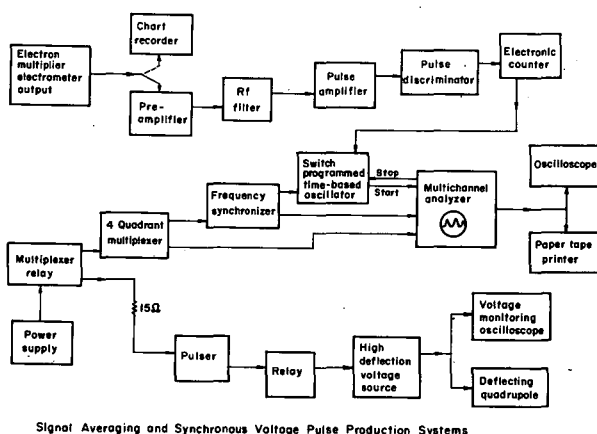 Electron
multiplier
electrometer
output
Chart
recorder
Pre-
amplifier
Rf
filter
Pulse
amplifier
Pulse
discriminator
Electronic
counter
Switch
programmed
time-based
oscillator
Stop
Start
Multichannel
analyzer
Oscilloscope
Paper tape
printer
Frequency
synchronizer
4 Quadrant
multiplexer
Multiplexer
relay
Power
supply
15Ω
Pulser
Relay
High
deflection
voltage
source
Voltage
monitoring
oscilloscope
Deflecting
quadrupole
Signal Averaging and Synchronous Voltage Pulse Production Systems